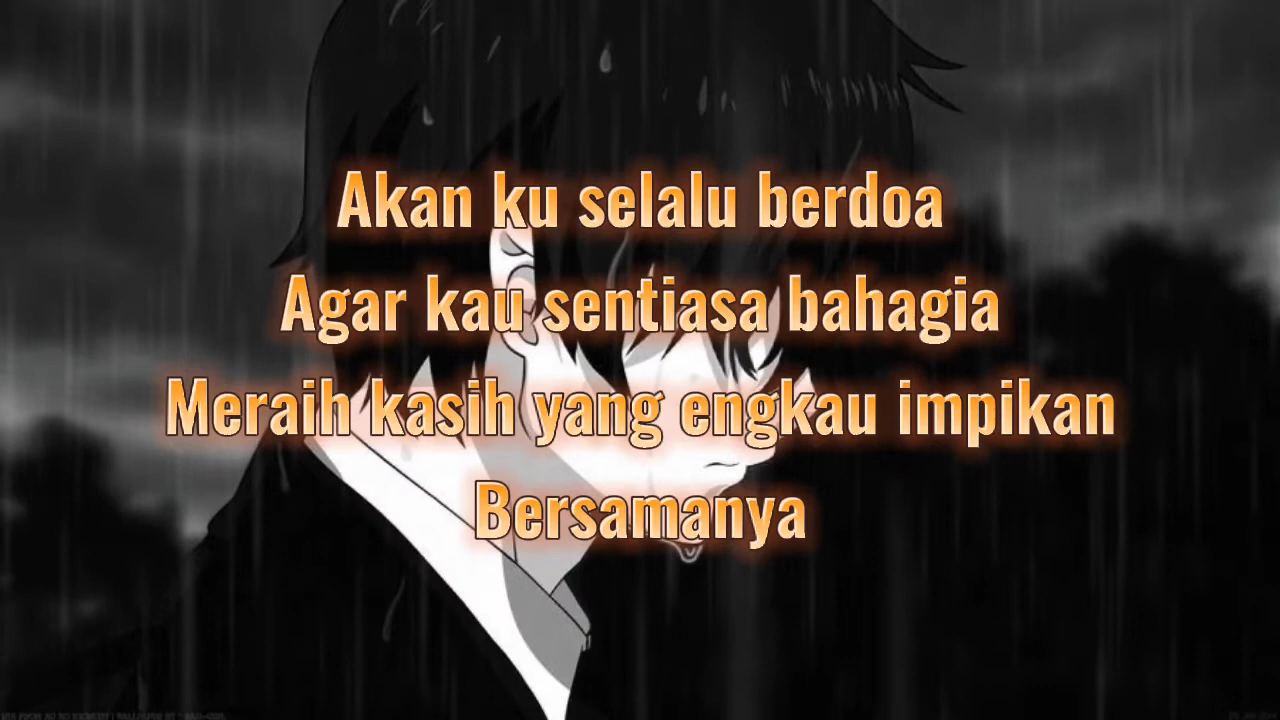 Akan ku selalu berdoa
Agar kau sentiasa bahagia
Meraih kasih yang engkau impikan
Bersamanya